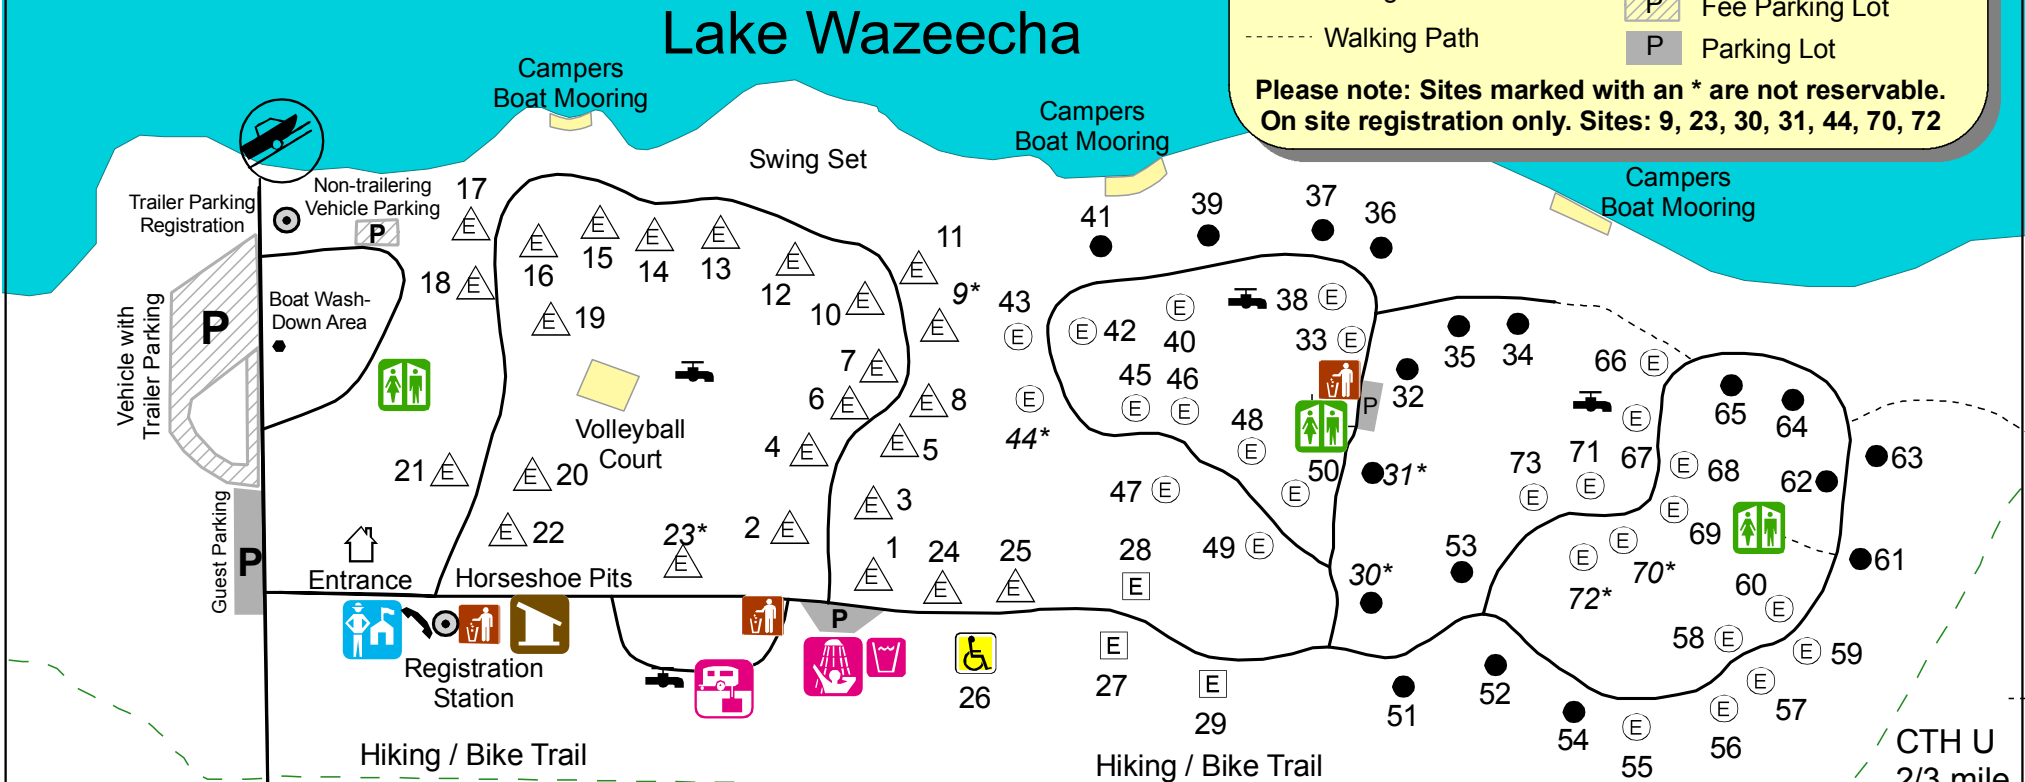 Lake Wazeecha
Fee Parking Lot
P
Walking Path
P
Parking Lot
Please note: Sites marked with an * are not reservable.
On site registration only. Sites: 9, 23, 30, 31, 44, 70, 72
Campers
Boat Mooring
Campers
Boat Mooring
Campers
Boat Mooring
Swing Set
Trailer Parking
Registration
Non-trailering
Vehicle Parking
P
Vehicle with
Trailer Parking
P
Boat Wash-
Down Area
Guest Parking
P
Entrance
Horseshoe Pits
Registration
Station
Volleyball
Court
P
P
Hiking / Bike Trail
Hiking / Bike Trail
CTH U
2/3 mile
17 E
18 E
16 E
15 E
14 E
13 E
12 E
11 E
10 E
9* E
19 E
7 E
6 E
8 E
4 E
5 E
21 E
20 E
22 E
23* E
2 E
3 E
1 E
24 E
25 E
26
27 E
28 E
29 E
41
39
37
36
43 E
42 E
40 E
38 E
33 E
44* E
45 E
46 E
48 E
47 E
49 E
50 E
32
35
34
31*
30*
53
51
52
54
66 E
67 E
65
64
63
62
68 E
69 E
73 E
71 E
72* E
70* E
61
60 E
58 E
59 E
57 E
56 E
55 E